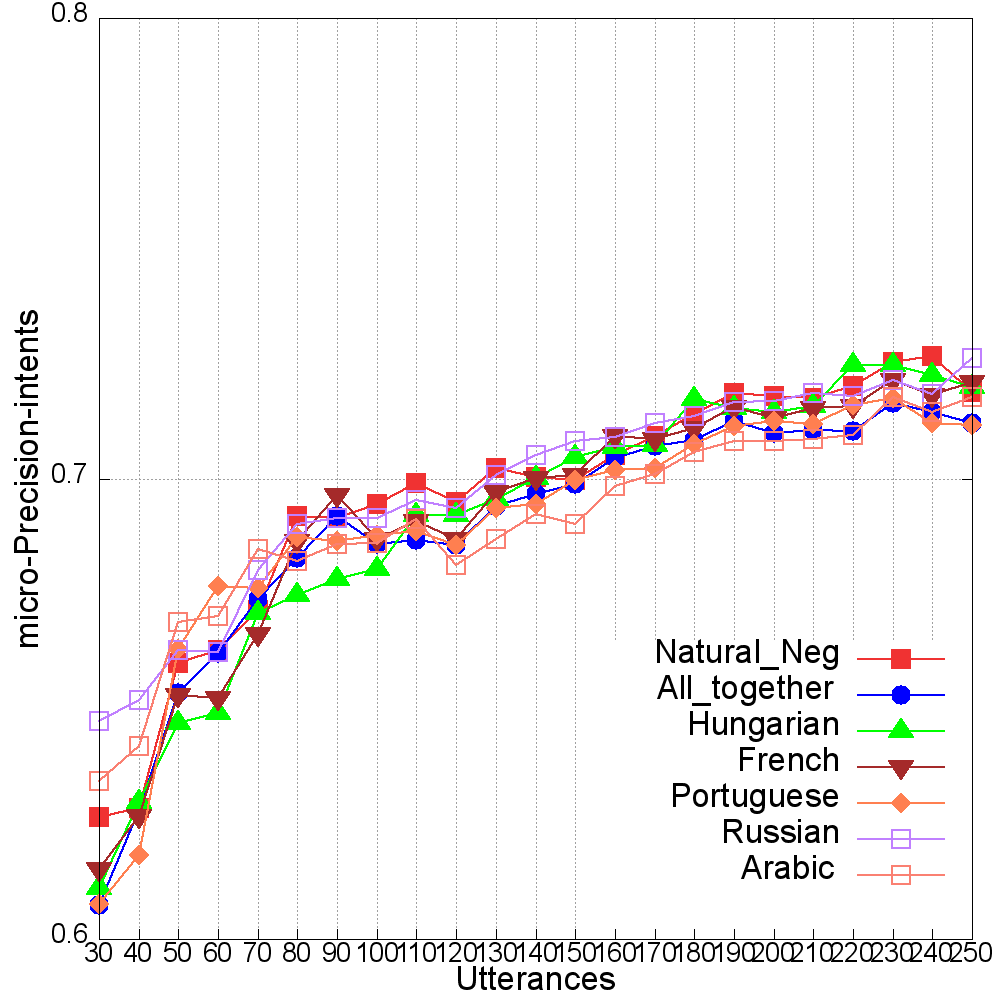 0.8
0.7
0.6
micro-Precision-intents
Natural_Neg
All_together
Hungarian
French
Portuguese
Russian
Arabic
30 40 50 60 70 80 90 100 110 120 130 140 150 160 170 180 190 200 210 220 230 240 250
Utterances